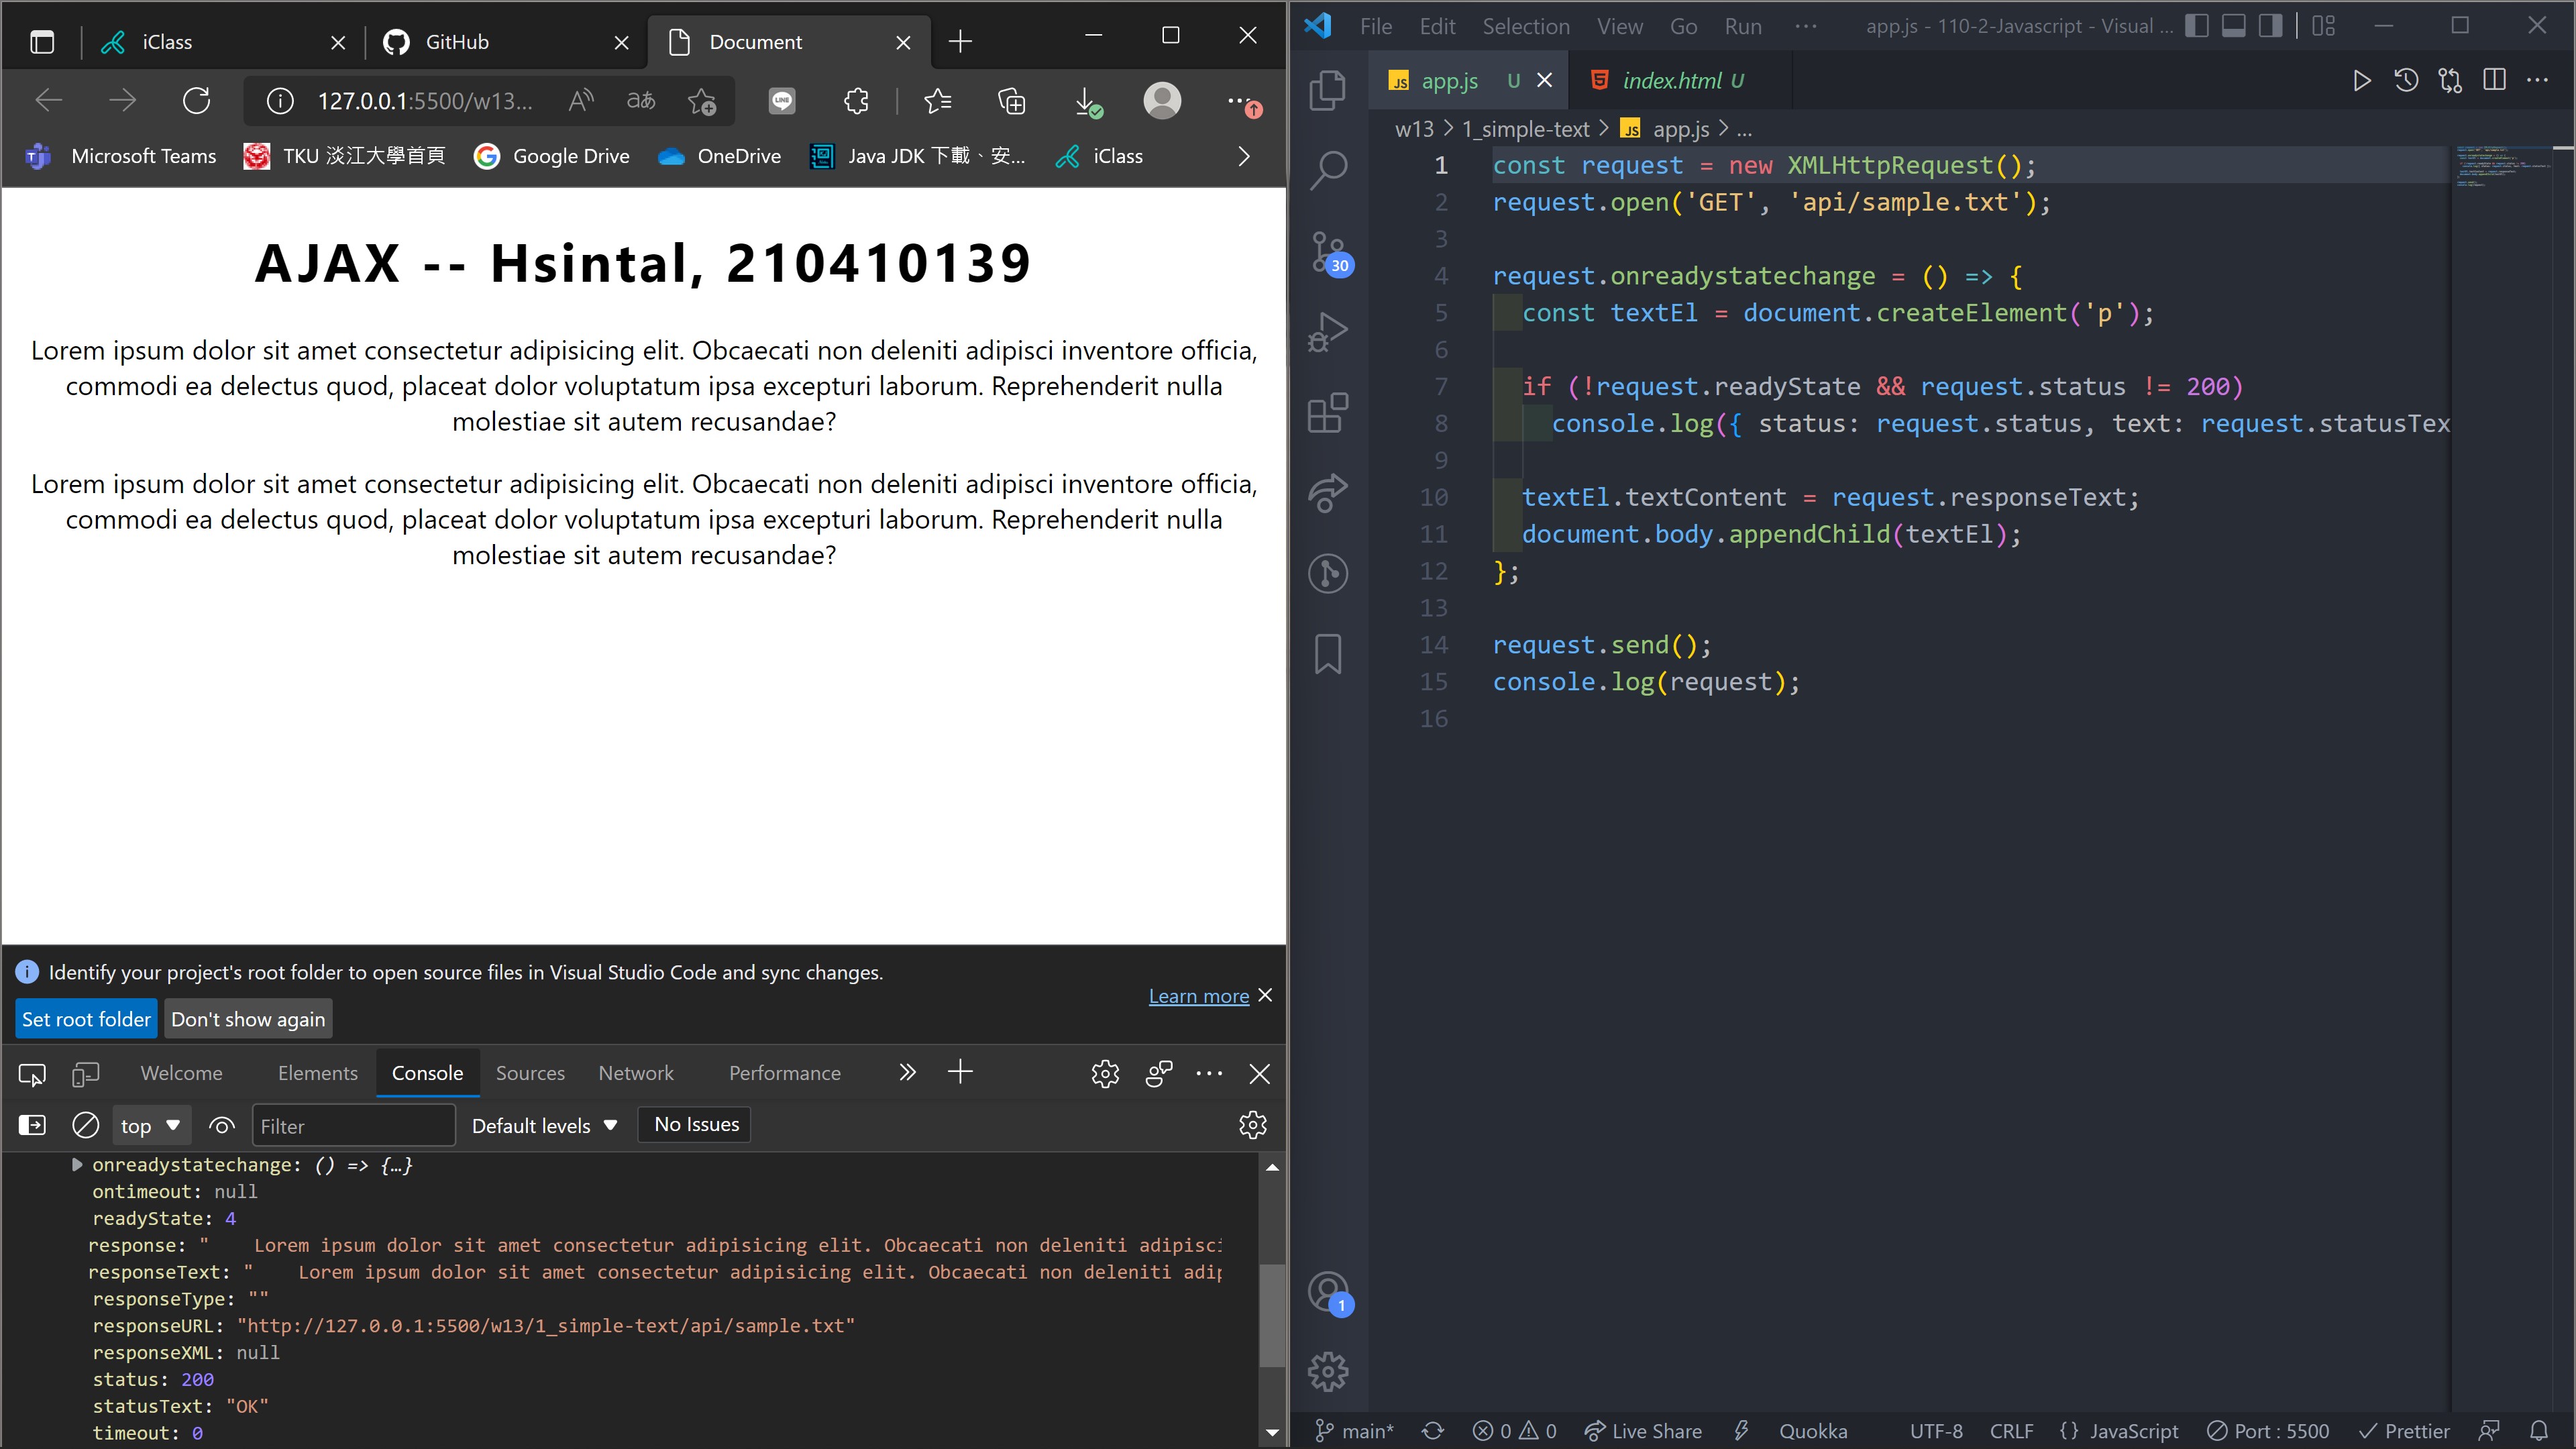 iClass
GitHub
Document
127.0.0.1:5500/w13...
Microsoft Teams
TKU 淡江大學首頁
Google Drive
OneDrive
Java JDK 下載、安...
iClass
AJAX -- Hsintal, 210410139
Lorem ipsum dolor sit amet consectetur adipisicing elit. Obcaecati non deleniti adipisci inventore officia,
commodi ea delectus quod, placeat dolor voluptatum ipsa excepturi laborum. Reprehenderit nulla
molestiae sit autem recusandae?
Lorem ipsum dolor sit amet consectetur adipisicing elit. Obcaecati non deleniti adipisci inventore officia,
commodi ea delectus quod, placeat dolor voluptatum ipsa excepturi laborum. Reprehenderit nulla
molestiae sit autem recusandae?
Identify your project's root folder to open source files in Visual Studio Code and sync changes.
Learn more
Set root folder
Don't show again
Welcome Elements Console Sources Network Performance
top
Filter
Default levels
No Issues
onreadystatechange: () => {…}
ontimeout: null
readyState: 4
response: "    Lorem ipsum dolor sit amet consectetur adipisicing elit. Obcaecati non deleniti adipisci
responseText: "    Lorem ipsum dolor sit amet consectetur adipisicing elit. Obcaecati non deleniti adip
responseType: ""
responseURL: "http://127.0.0.1:5500/w13/1_simple-text/api/sample.txt"
responseXML: null
status: 200
statusText: "OK"
timeout: 0
File Edit Selection View Go Run ··· app.js - 110-2-Javascript - Visual ...
JS app.js U
index.html U
w13 > 1_simple-text > JS app.js > ...
1 const request = new XMLHttpRequest();
2 request.open('GET', 'api/sample.txt');
3
4 request.onreadystatechange = () => {
5   const textEl = document.createElement('p');
6
7   if (!request.readyState && request.status != 200)
8     console.log({ status: request.status, text: request.statusTex
9
10   textEl.textContent = request.responseText;
11   document.body.appendChild(textEl);
12 };
13
14 request.send();
15 console.log(request);
16
30
1
main* 0 0 Live Share Quokka UTF-8 CRLF {} JavaScript Port : 5500 Prettier